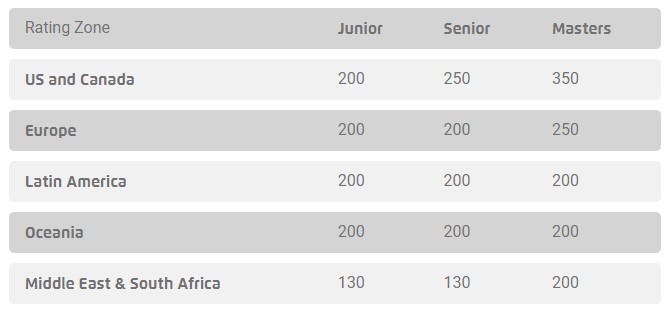 Rating Zone Junior Senior Masters
US and Canada 200 250 350
Europe 200 200 250
Latin America 200 200 200
Oceania 200 200 200
Middle East & South Africa 130 130 200